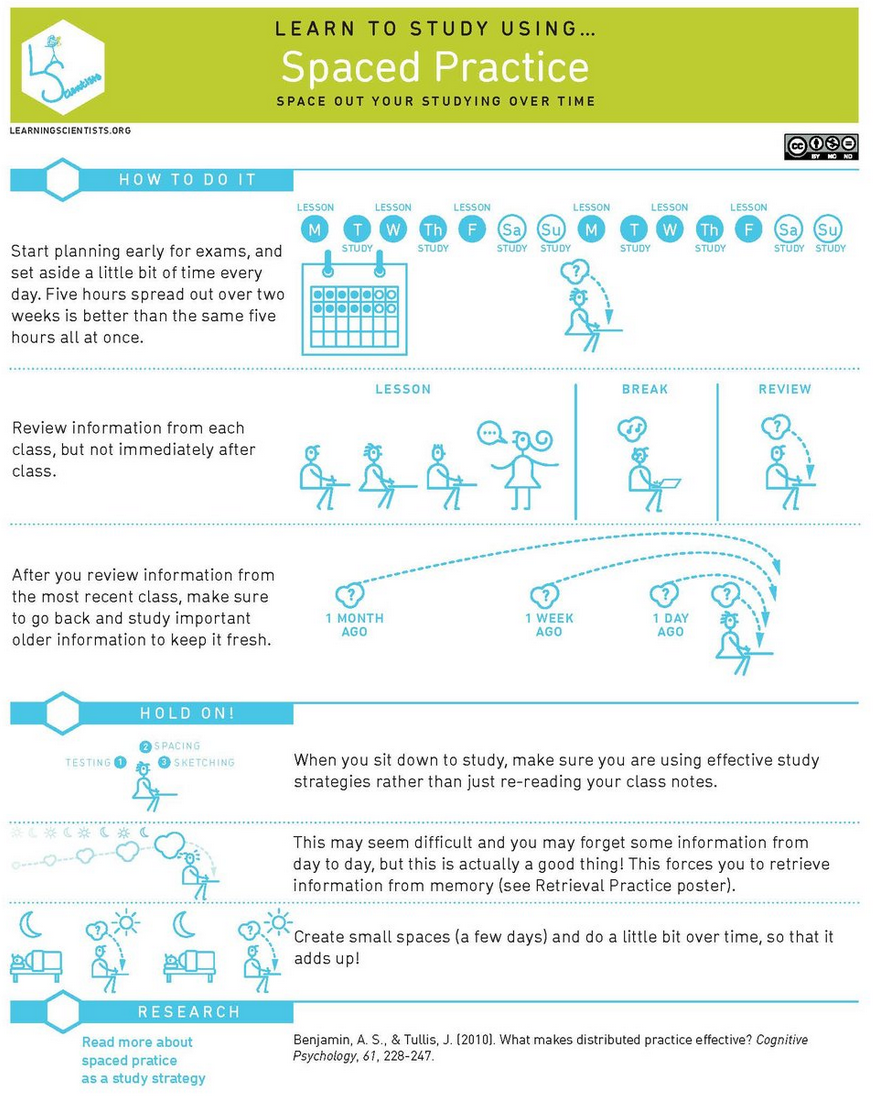 LEARN TO STUDY USING...
Spaced Practice
SPACE OUT YOUR STUDYING OVER TIME
LS
cientists
LEARNINGSCIENTISTS.ORG
cc
BY NC ND
HOW TO DO IT
Start planning early for exams, and
set aside a little bit of time every
day. Five hours spread out over two
weeks is better than the same five
hours all at once.
LESSON LESSON LESSON LESSON LESSON LESSON
M T W Th F Sa Su M T W Th F Sa Su
STUDY STUDY STUDY STUDY STUDY STUDY STUDY STUDY
?
Review information from each
class, but not immediately after
class.
LESSON BREAK REVIEW
... ?
After you review information from
the most recent class, make sure
to go back and study important
older information to keep it fresh.
? ? ? ?
1 MONTH
AGO
1 WEEK
AGO
1 DAY
AGO
HOLD ON!
2 SPACING
TESTING 1 3 SKETCHING
When you sit down to study, make sure you are using effective study
strategies rather than just re-reading your class notes.
This may seem difficult and you may forget some information from
day to day, but this is actually a good thing! This forces you to retrieve
information from memory (see Retrieval Practice poster).
? ?
Create small spaces (a few days) and do a little bit over time, so that it
adds up!
RESEARCH
Read more about
spaced pratice
as a study strategy
Benjamin, A. S., & Tullis, J. (2010). What makes distributed practice effective? Cognitive
Psychology, 61, 228-247.